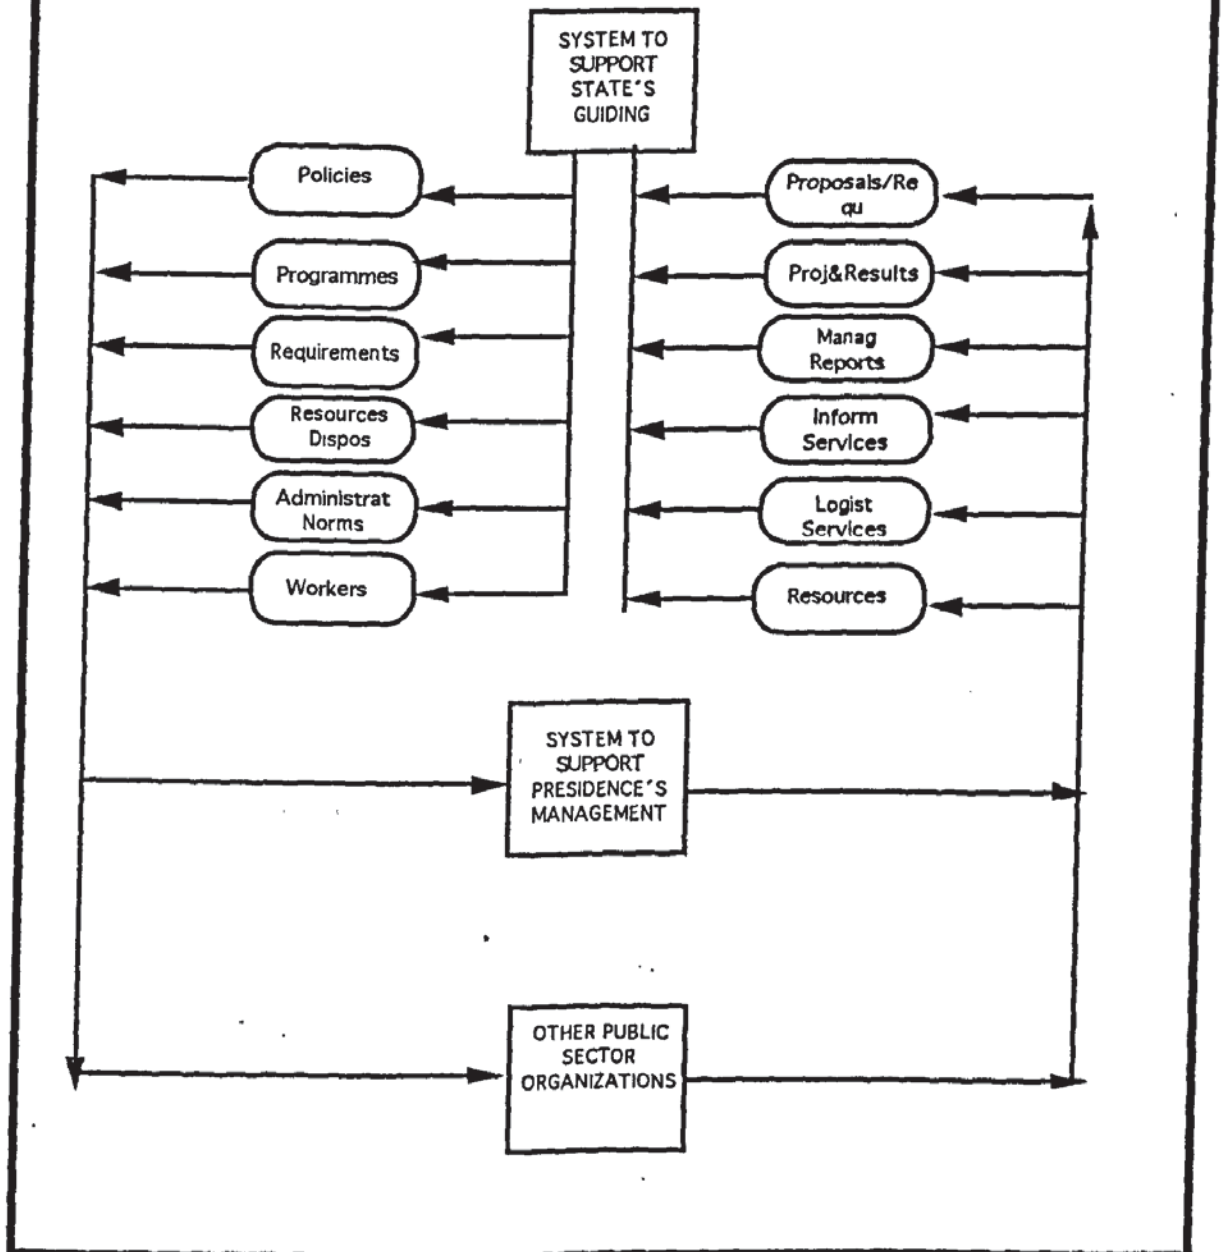 SYSTEM TO
SUPPORT
STATE´S
GUIDING
Policies
Programmes
Requirements
Resources
Dispos
Administrat
Norms
Workers
Proposals/Re
qu
Proj&Results
Manag
Reports
Inform
Services
Logist
Services
Resources
SYSTEM TO
SUPPORT
PRESIDENCE´S
MANAGEMENT
OTHER PUBLIC
SECTOR
ORGANIZATIONS